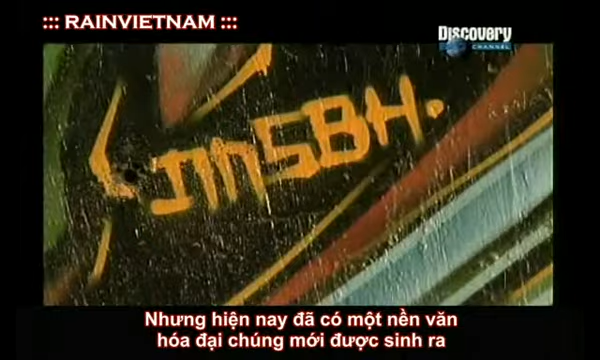 ::: RAINVIETNAM :::
Discovery
CHANNEL
Nhưng hiện nay đã có một nền văn
hóa đại chúng mới được sinh ra